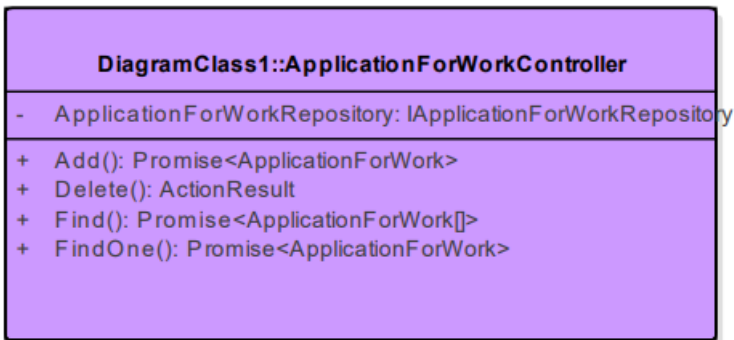 DiagramClass1::ApplicationForWorkController
- ApplicationForWorkRepository: IApplicationForWorkRepository
+ Add(): Promise<ApplicationForWork>
+ Delete(): ActionResult
+ Find(): Promise<ApplicationForWork[]>
+ FindOne(): Promise<ApplicationForWork>